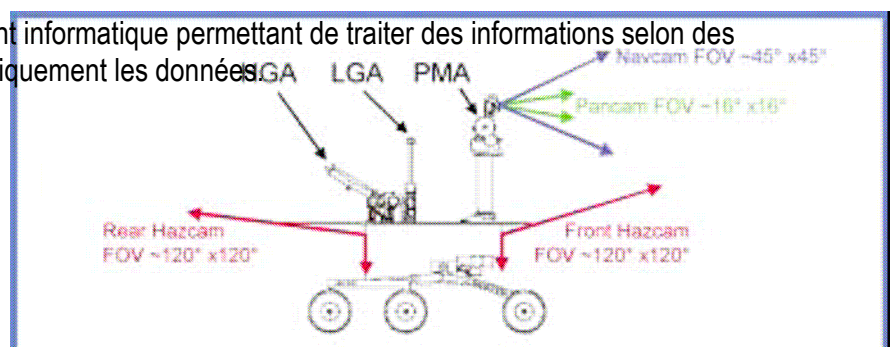 nt informatique permettant de traiter des informations selon des
iquement les données.
HGA LGA PMA
Navcam FOV ~45° x45°
Pancam FOV ~16° x16°
Rear Hazcam
FOV ~120° x120°
Front Hazcam
FOV ~120° x120°